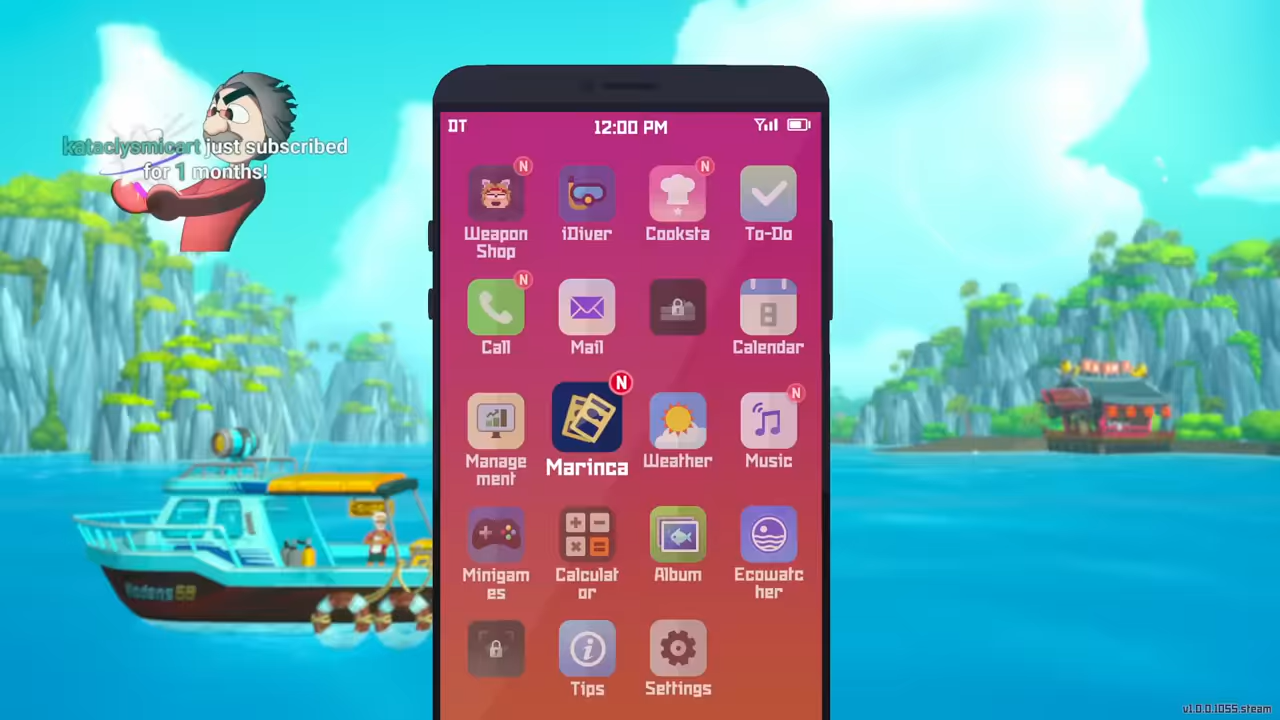 DT
12:00 PM
kataclysmicart just subscribed
for 1 months!
N
N
Weapon
Shop
iDiver
Cooksta
To-Do
N
Call
Mail
Calendar
N
N
Manage
ment
Marinca
Weather
Music
Minigam
es
Calculat
or
Album
Ecowatc
her
Tips
Settings
v1.0.0.1055.steam